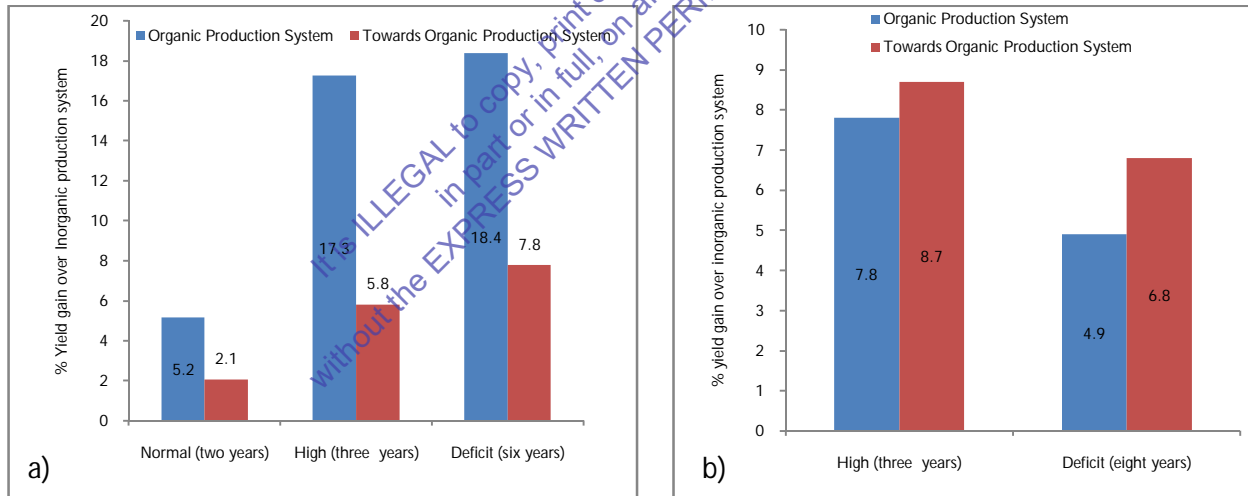 20
18
16
14
12
10
8
6
4
2
0
% Yield gain over Inorganic prduction system
Organic Production System
Towards Organic Production System
5.2
2.1
17.3
5.8
18.4
7.8
Normal (two years)
High (three years)
Deficit (six years)
a)
It is ILLEGAL to copy, print
in part or in full, on
without the EXPRESS WRITTEN
10
9
8
7
6
5
4
3
2
1
0
% yield gain over inorganic production system
Organic Production System
Towards Organic Production System
7.8
8.7
4.9
6.8
High (three years)
Deficit (eight years)
b)